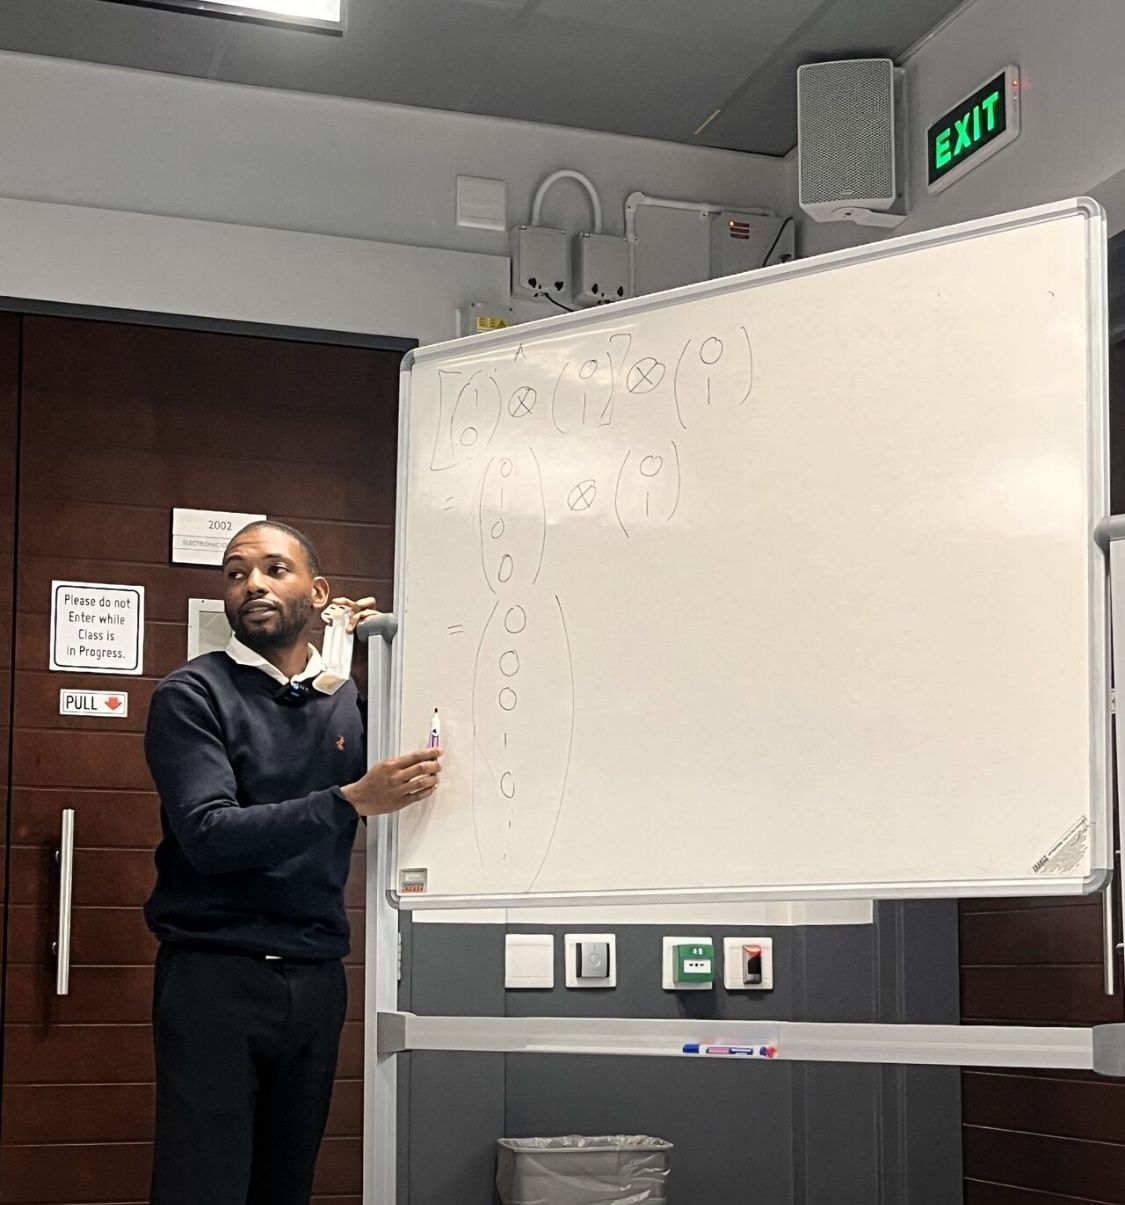 EXIT
[(1 0) ⊗ (0 1)] ⊗ (0 1)
= (0 1 0 0) ⊗ (0 1)
= (0 0 0 1 0 . .)
2002
Please do not
Enter while
Class is
in Progress.
PULL